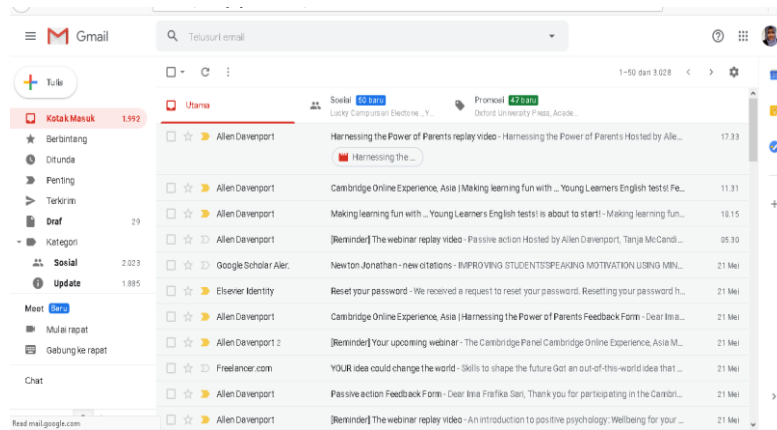 Gmail
Telusuri email
Tulis
1–50 dari 3.028
Utama
Sosial 50 baru
Lucky Campursari Electone., Y...
Promosi 47 baru
Oxford University Press, Acade...
Kotak Masuk 1.992
Berbintang
Ditunda
Penting
Terkirim
Draf 29
Kategori
Sosial 2.023
Update 1.885
Meet Baru
Mulai rapat
Gabung ke rapat
Chat
Allen Davenport Harnessing the Power of Parents replay video - Harnessing the Power of Parents Hosted by Alle... 17.33
Harnessing the ...
Allen Davenport Cambridge Online Experience, Asia | Making learning fun with ... Young Learners English tests! Fe... 11.31
Allen Davenport Making learning fun with ... Young Learners English tests! is about to start! - Making learning fun... 10.15
Allen Davenport [Reminder] The webinar replay video - Passive action Hosted by Allen Davenport, Tanja McCandi... 05.30
Google Scholar Aler. Newton Jonathan - new citations - IMPROVING STUDENTS'SPEAKING MOTIVATION USING MIN... 21 Mei
Elsevier Identity Reset your password - We received a request to reset your password. Resetting your password h... 21 Mei
Allen Davenport Cambridge Online Experience, Asia | Harnessing the Power of Parents Feedback Form - Dear Ima... 21 Mei
Allen Davenport 2 [Reminder] Your upcoming webinar - The Cambridge Panel Cambridge Online Experience, Asia M... 21 Mei
Freelancer.com YOUR idea could change the world - Skills to shape the future Got an out-of-this-world idea that ... 21 Mei
Allen Davenport Passive action Feedback Form - Dear Ima Frafika Sari, Thank you for participating in the Cambri... 21 Mei
Allen Davenport [Reminder] The webinar replay video - An introduction to positive psychology: Wellbeing for your ... 21 Mei
Read mail.google.com